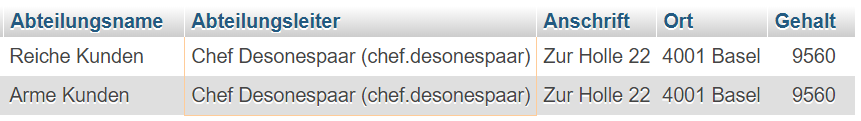 Abteilungsname Abteilungsleiter Anschrift Ort Gehalt
Reiche Kunden Chef Desonespaar (chef.desonespaar) Zur Holle 22 4001 Basel 9560
Arme Kunden Chef Desonespaar (chef.desonespaar) Zur Holle 22 4001 Basel 9560